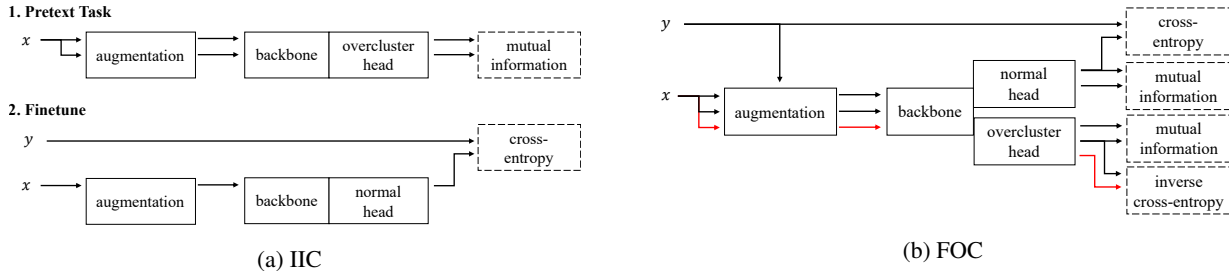 1. Pretext Task
x
augmentation
backbone
overcluster
head
mutual
information
2. Finetune
y
cross-
entropy
x
augmentation
backbone
normal
head
(a) IIC
y
cross-
entropy
normal
head
mutual
information
x
augmentation
backbone
mutual
information
overcluster
head
inverse
cross-entropy
(b) FOC